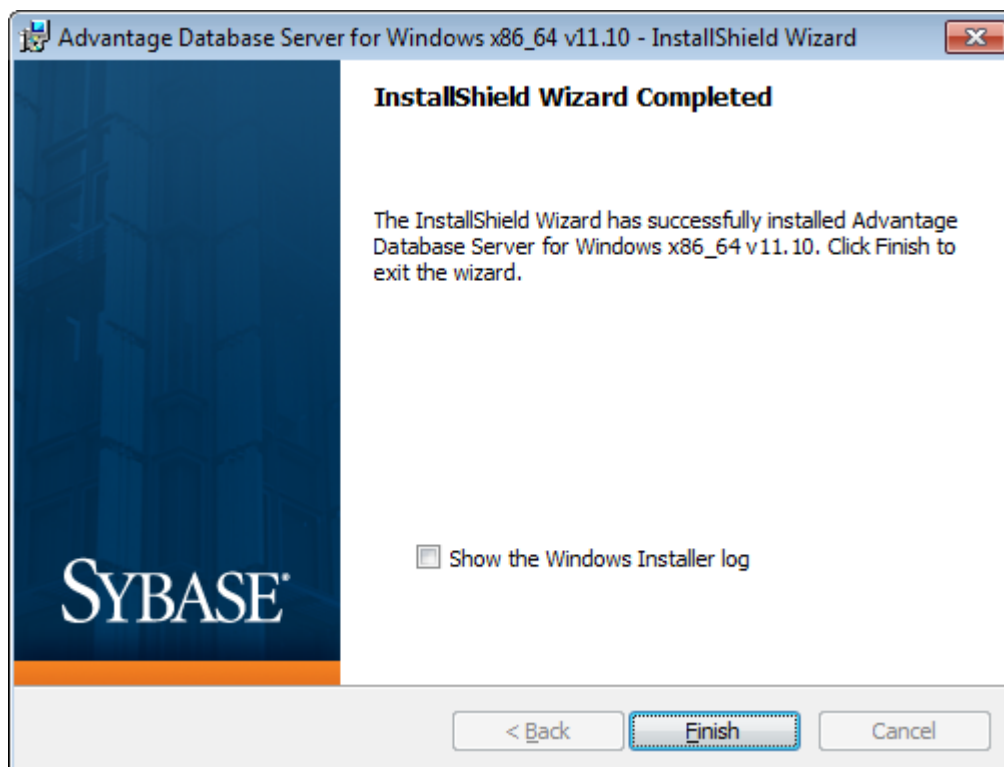 Advantage Database Server for Windows x86_64 v11.10 - InstallShield Wizard
InstallShield Wizard Completed
The InstallShield Wizard has successfully installed Advantage
Database Server for Windows x86_64 v11.10. Click Finish to
exit the wizard.
Show the Windows Installer log
SYBASE®
< Back
Finish
Cancel